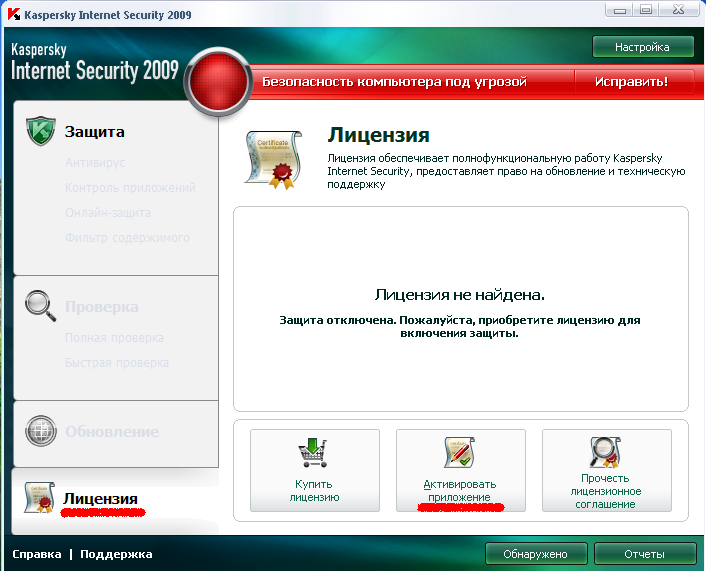 Kaspersky Internet Security 2009
Kaspersky
Internet Security 2009
Настройка
Безопасность компьютера под угрозой
Исправить!
Защита
Антивирус
Контроль приложений
Онлайн-защита
Фильтр содержимого
Проверка
Полная проверка
Быстрая проверка
Обновление
Лицензия
Certificate
Лицензия
Лицензия обеспечивает полнофункциональную работу Kaspersky
Internet Security, предоставляет право на обновление и техническую
поддержку
Лицензия не найдена.
Защита отключена. Пожалуйста, приобретите лицензию для
включения защиты.
Купить
лицензию
Активировать
приложение
Прочесть
лицензионное
соглашение
Справка | Поддержка
Обнаружено
Отчеты